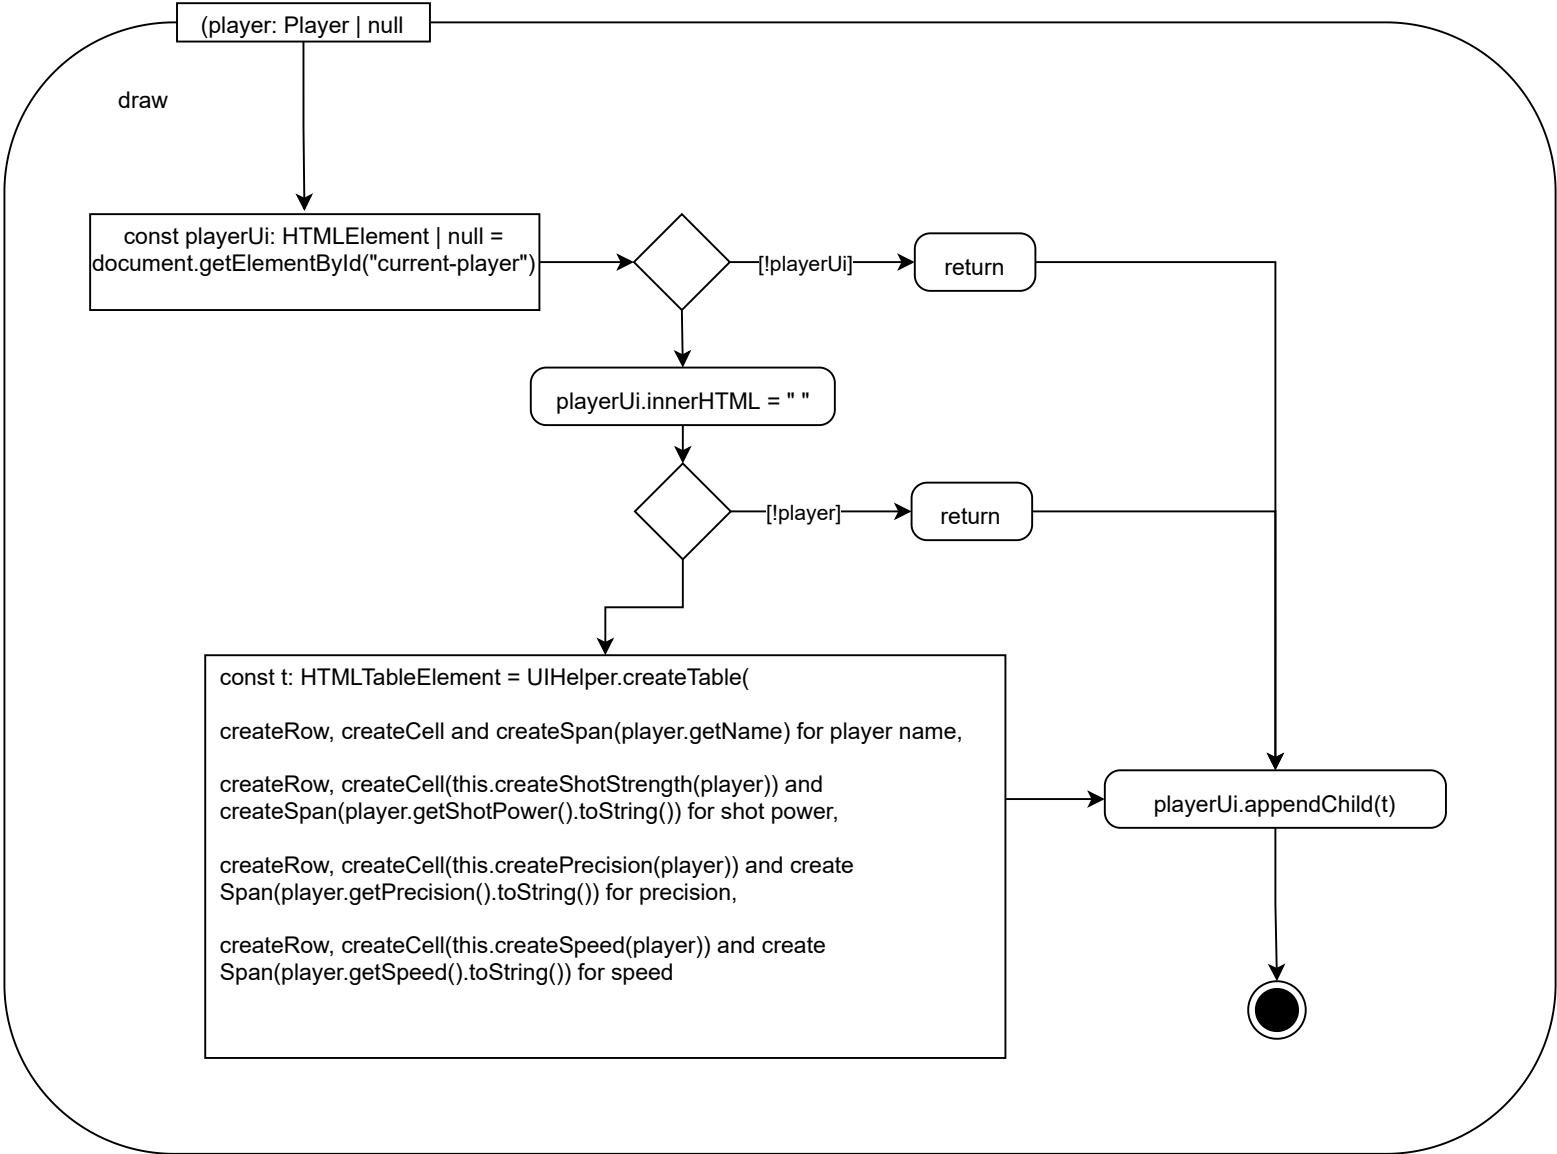 (player: Player | null
draw
const playerUi: HTMLElement | null =
document.getElementById("current-player")
[!playerUi]
return
playerUi.innerHTML = " "
[!player]
return
const t: HTMLTableElement = UIHelper.createTable(
createRow, createCell and createSpan(player.getName) for player name,
createRow, createCell(this.createShotStrength(player)) and
createSpan(player.getShotPower().toString()) for shot power,
createRow, createCell(this.createPrecision(player)) and create
Span(player.getPrecision().toString()) for precision,
createRow, createCell(this.createSpeed(player)) and create
Span(player.getSpeed().toString()) for speed
playerUi.appendChild(t)